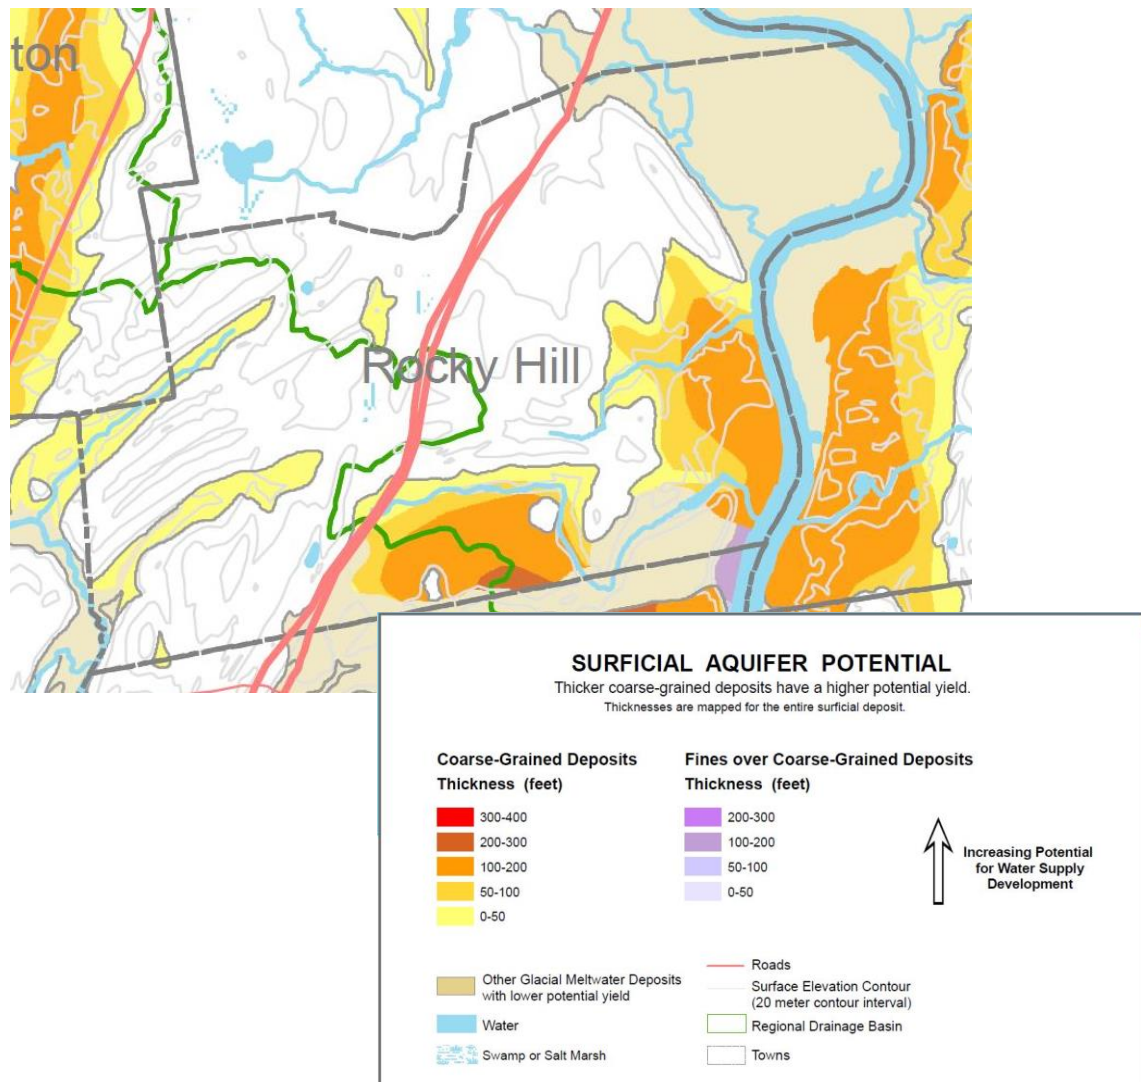 ton
Rocky Hill
SURFICIAL AQUIFER POTENTIAL
Thicker coarse-grained deposits have a higher potential yield.
Thicknesses are mapped for the entire surficial deposit.
Coarse-Grained Deposits
Thickness (feet)
300-400
200-300
100-200
50-100
0-50
Fines over Coarse-Grained Deposits
Thickness (feet)
200-300
100-200
50-100
0-50
Increasing Potential
for Water Supply
Development
Other Glacial Meltwater Deposits
with lower potential yield
Water
Swamp or Salt Marsh
Roads
Surface Elevation Contour
(20 meter contour interval)
Regional Drainage Basin
Towns